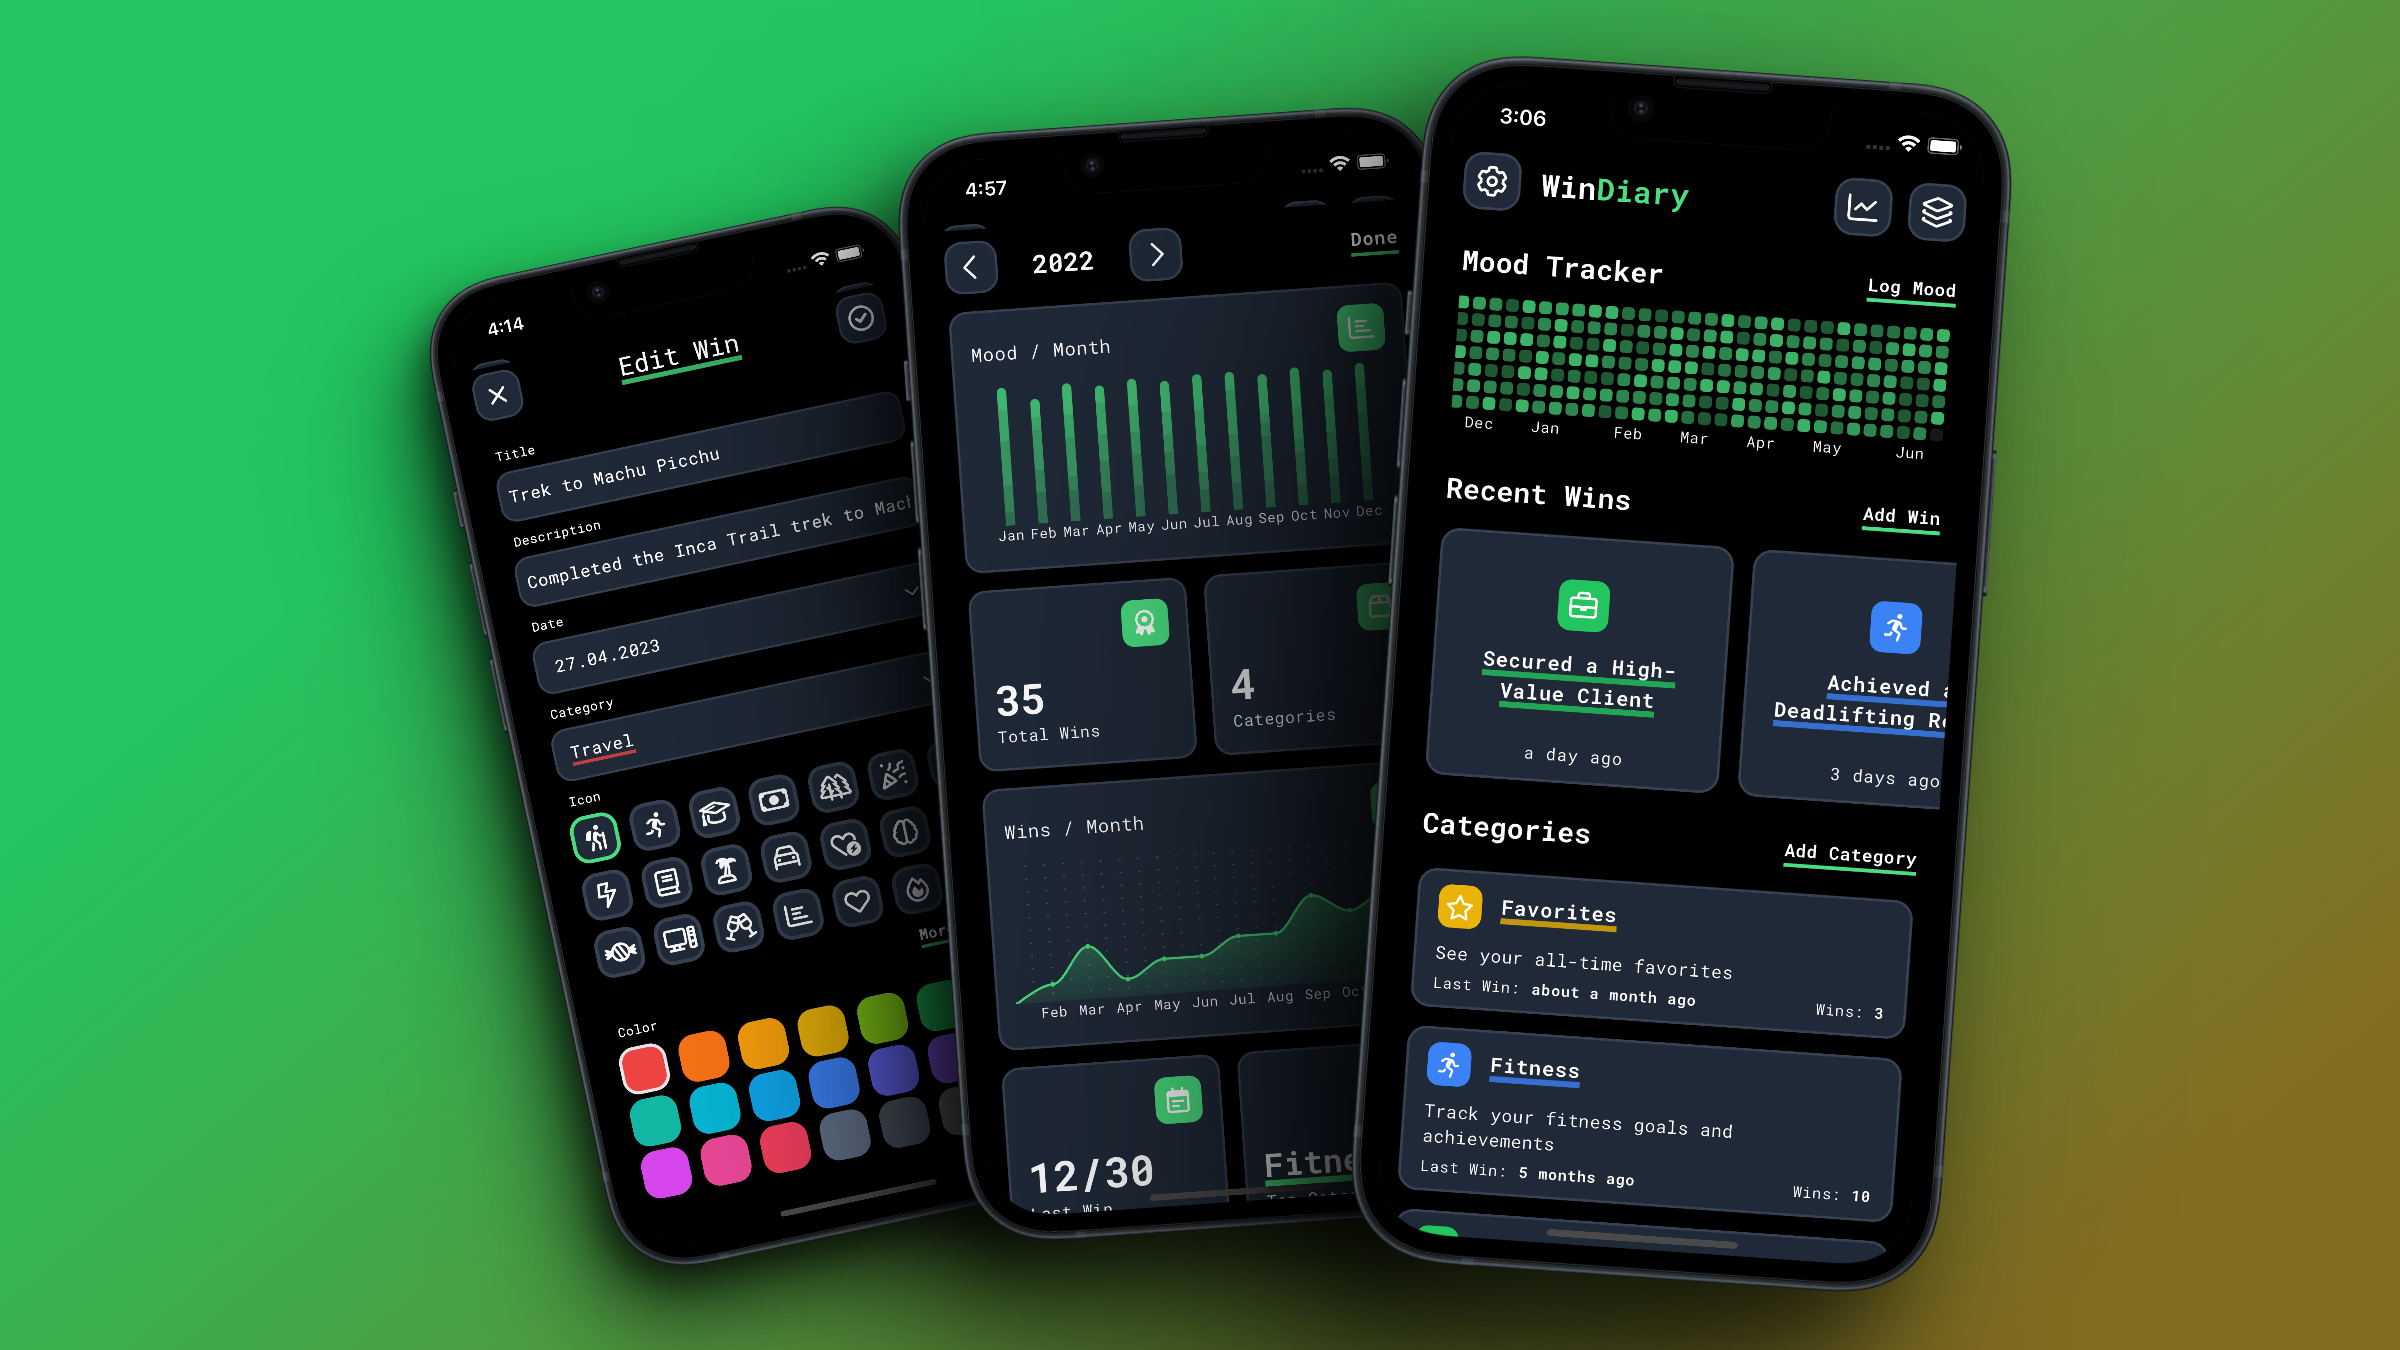 4:14
Edit Win
Title
Trek to Machu Picchu
Description
Completed the Inca Trail trek to
Date
27.04.2023
Category
Travel
Icon
Color
4:57
2022
Done
Mood / Month
Jan Feb Mar Apr May Jun Jul Aug Sep Oct Nov Dec
35
Total Wins
4
Categories
Wins / Month
Feb Mar Apr May Jun Jul Aug Sep Oct
12/30
Last Win
3:06
WinDiary
Mood Tracker
Log Mood
Dec Jan Feb Mar Apr May Jun
Recent Wins
Add Win
Secured a High-
Value Client
a day ago
Achieved a
Deadlifting
3 days ago
Categories
Add Category
Favorites
See your all-time favorites
Last Win: about a month ago
Wins: 3
Fitness
Track your fitness goals and
achievements
Last Win: 5 months ago
Wins: 10